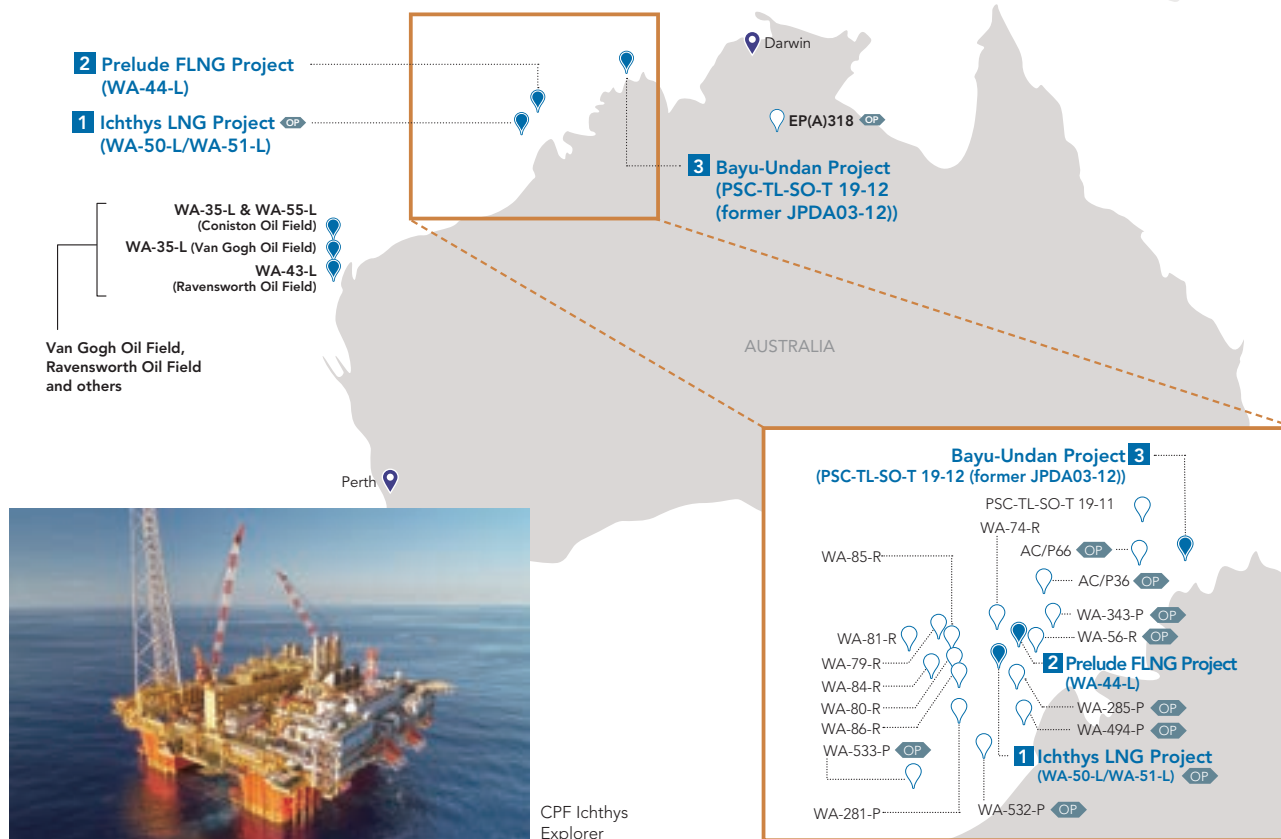 Darwin
2 Prelude FLNG Project
(WA-44-L)
1 Ichthys LNG Project OP
(WA-50-L/WA-51-L)
EP(A)318 OP
3 Bayu-Undan Project
(PSC-TL-SO-T 19-12
(former JPDA03-12))
WA-35-L & WA-55-L
(Coniston Oil Field)
WA-35-L (Van Gogh Oil Field)
WA-43-L
(Ravensworth Oil Field)
Van Gogh Oil Field,
Ravensworth Oil Field
and others
AUSTRALIA
Perth
Bayu-Undan Project 3
(PSC-TL-SO-T 19-12 (former JPDA03-12))
PSC-TL-SO-T 19-11
WA-74-R
WA-85-R
AC/P66 OP
AC/P36 OP
WA-343-P OP
WA-81-R
WA-56-R OP
WA-79-R
2 Prelude FLNG Project
(WA-44-L)
WA-84-R
WA-80-R
WA-285-P OP
WA-86-R
WA-494-P OP
WA-533-P OP
1 Ichthys LNG Project
(WA-50-L/WA-51-L) OP
WA-281-P
WA-532-P OP
CPF Ichthys
Explorer